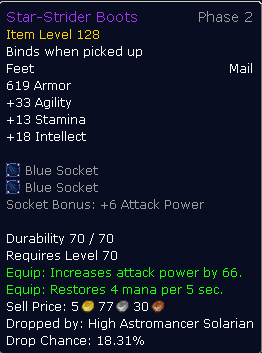 Star-Strider Boots Phase 2
Item Level 128
Binds when picked up
Feet Mail
619 Armor
+33 Agility
+13 Stamina
+18 Intellect
Blue Socket
Blue Socket
Socket Bonus: +6 Attack Power
Durability 70 / 70
Requires Level 70
Equip: Increases attack power by 66.
Equip: Restores 4 mana per 5 sec.
Sell Price: 5 77 30
Dropped by: High Astromancer Solarian
Drop Chance: 18.31%